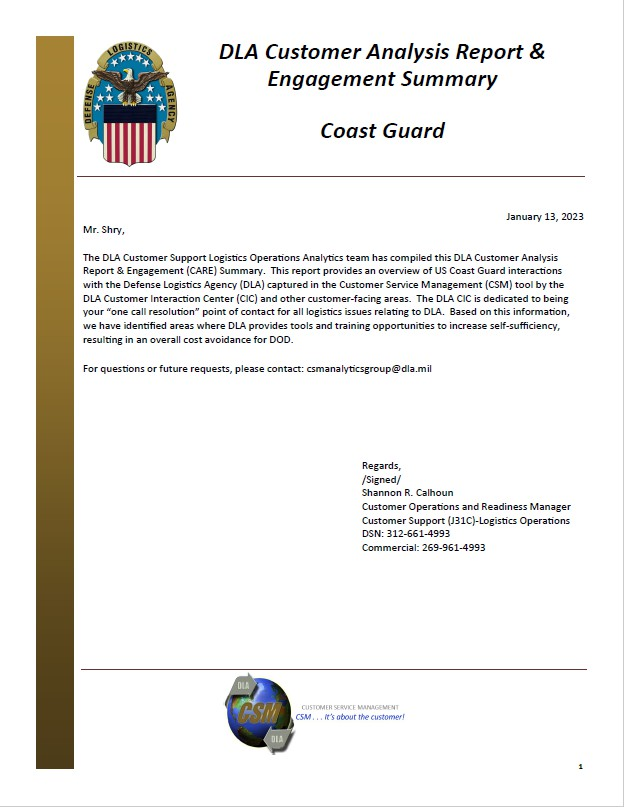 DLA Customer Analysis Report &
Engagement Summary
Coast Guard
LOGISTICS
DEFENSE
AGENCY
January 13, 2023
Mr. Shry,
The DLA Customer Support Logistics Operations Analytics team has compiled this DLA Customer Analysis
Report & Engagement (CARE) Summary.  This report provides an overview of US Coast Guard interactions
with the Defense Logistics Agency (DLA) captured in the Customer Service Management (CSM) tool by the
DLA Customer Interaction Center (CIC) and other customer-facing areas.  The DLA CIC is dedicated to being
your “one call resolution” point of contact for all logistics issues relating to DLA.  Based on this information,
we have identified areas where DLA provides tools and training opportunities to increase self-sufficiency,
resulting in an overall cost avoidance for DOD.
For questions or future requests, please contact: csmanalyticsgroup@dla.mil
Regards,
/Signed/
Shannon R. Calhoun
Customer Operations and Readiness Manager
Customer Support (J31C)-Logistics Operations
DSN: 312-661-4993
Commercial: 269-961-4993
DLA
CSM
DLA
CUSTOMER SERVICE MANAGEMENT
CSM . . . It’s about the customer!
1